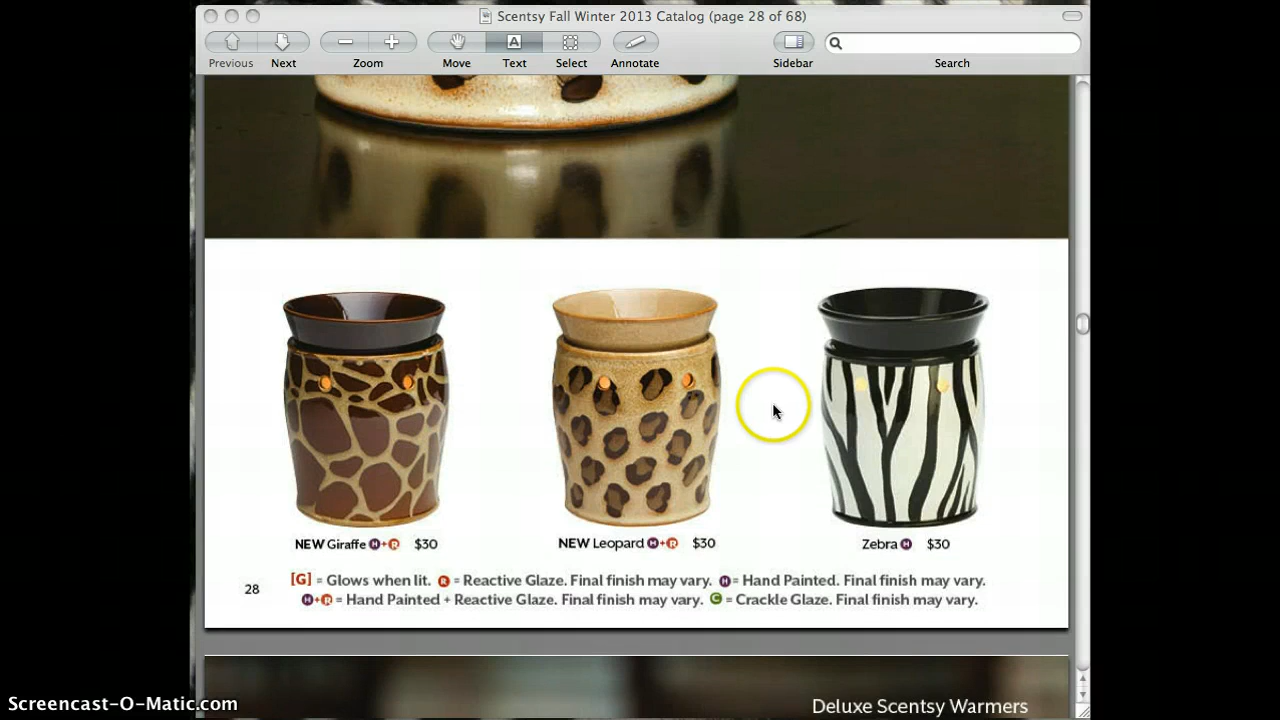 Scentsy Fall Winter 2013 Catalog (page 28 of 68)
Previous Next Zoom Move Text Select Annotate Sidebar Search
A
NEW Giraffe H+R $30
NEW Leopard H+R $30
Zebra H $30
[G] = Glows when lit. R = Reactive Glaze. Final finish may vary. H = Hand Painted. Final finish may vary.
28
H+R = Hand Painted + Reactive Glaze. Final finish may vary. C = Crackle Glaze. Final finish may vary.
Deluxe Scentsy Warmers
Screencast-O-Matic.com